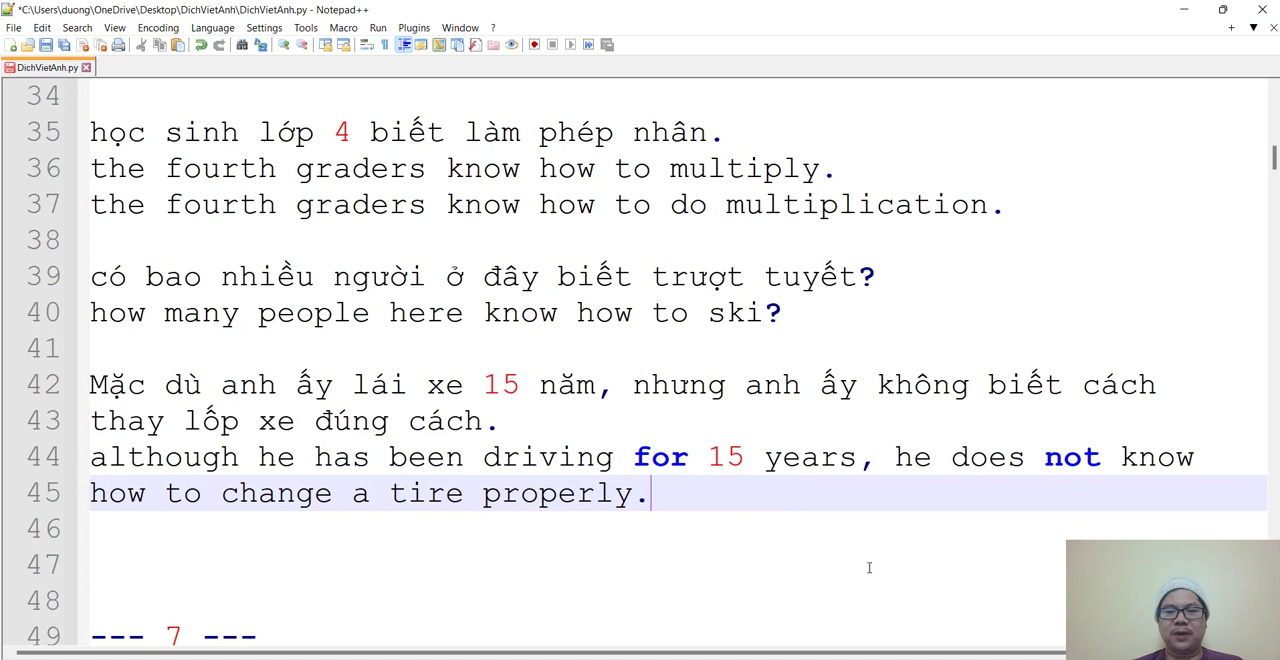 *C:\Users\duong\OneDrive\Desktop\DichVietAnh\DichVietAnh.py - Notepad++
File Edit Search View Encoding Language Settings Tools Macro Run Plugins Window ?
DichVietAnh.py
34
35 học sinh lớp 4 biết làm phép nhân.
36 the fourth graders know how to multiply.
37 the fourth graders know how to do multiplication.
38
39 có bao nhiều người ở đây biết trượt tuyết?
40 how many people here know how to ski?
41
42 Mặc dù anh ấy lái xe 15 năm, nhưng anh ấy không biết cách
43 thay lốp xe đúng cách.
44 although he has been driving for 15 years, he does not know
45 how to change a tire properly.
46
47
48
49 --- 7 ---